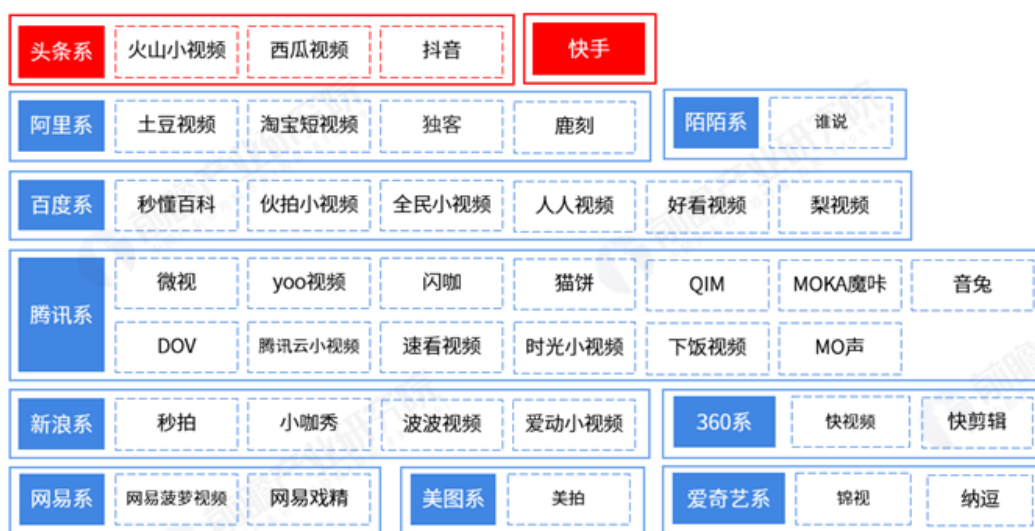 头条系 火山小视频 西瓜视频 抖音 快手
阿里系 土豆视频 淘宝短视频 独客 鹿刻 陌陌系 谁说
百度系 秒懂百科 伙拍小视频 全民小视频 人人视频 好看视频 梨视频
腾讯系 微视 yoo视频 闪咖 猫饼 QIM MOKA魔咔 音兔
DOV 腾讯云小视频 速看视频 时光小视频 下饭视频 MO声
新浪系 秒拍 小咖秀 波波视频 爱动小视频 360系 快视频 快剪辑
网易系 网易菠萝视频 网易戏精 美图系 美拍 爱奇艺系 锦视 纳逗
前瞻产业研究院